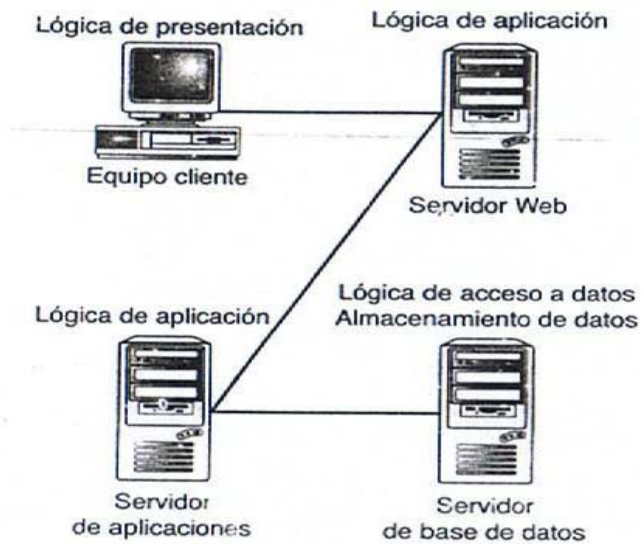 Lógica de presentación
Equipo cliente
Lógica de aplicación
Servidor Web
Lógica de aplicación
Servidor
de aplicaciones
Lógica de acceso a datos
Almacenamiento de datos
Servidor
de base de datos